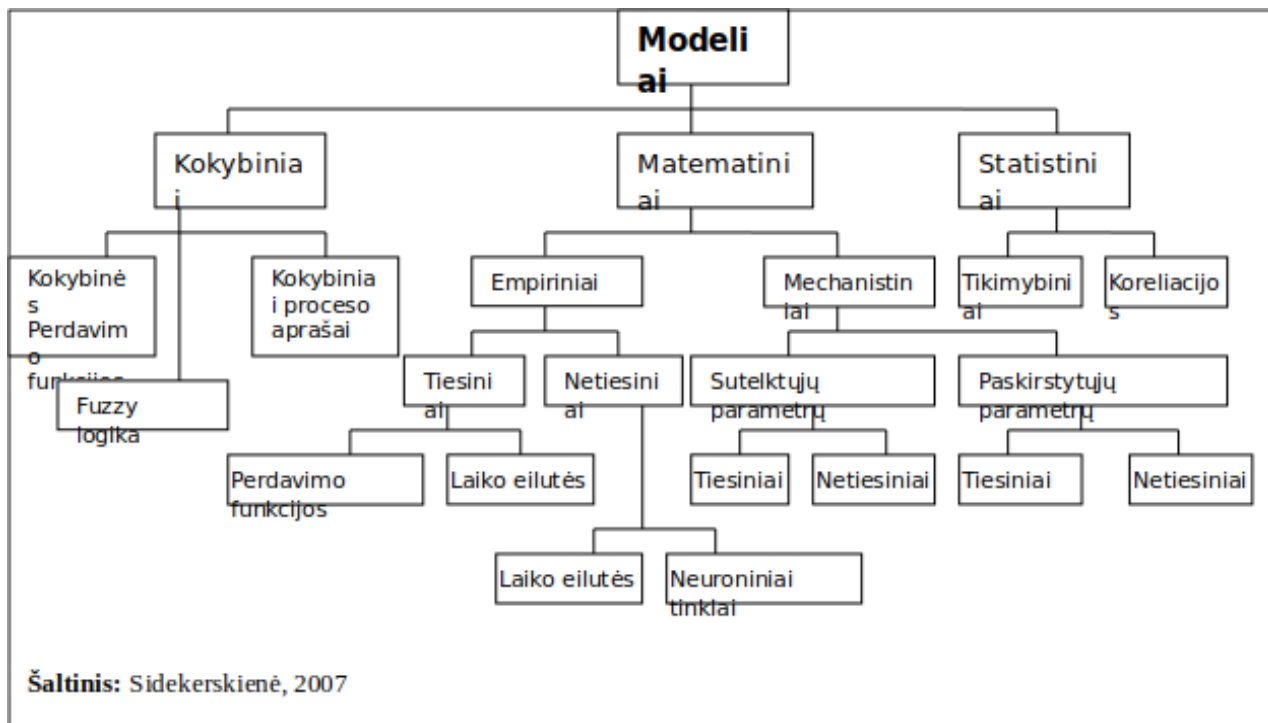 Modeli
ai
Kokybinia
i
Matematini
ai
Statistini
ai
Kokybinė
s
Perdavim
o
funkcijos
Kokybinia
i proceso
aprašai
Empiriniai
Mechanistin
iai
Tikimybini
ai
Koreliacijo
s
Fuzzy
logika
Tiesini
ai
Netiesini
ai
Sutelktųjų
parametrų
Paskirstytųjų
parametrų
Perdavimo
funkcijos
Laiko eilutės
Tiesiniai
Netiesiniai
Tiesiniai
Netiesiniai
Laiko eilutės
Neuroniniai
tinklai
Šaltinis: Sidekerskienė, 2007